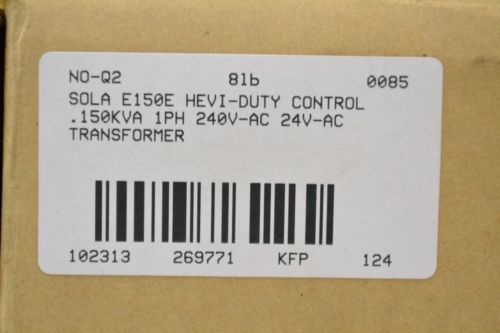 NO-Q2 8lb 0085
SOLA E150E HEVI-DUTY CONTROL
.150KVA 1PH 240V-AC 24V-AC
TRANSFORMER
102313 269771 KFP 124